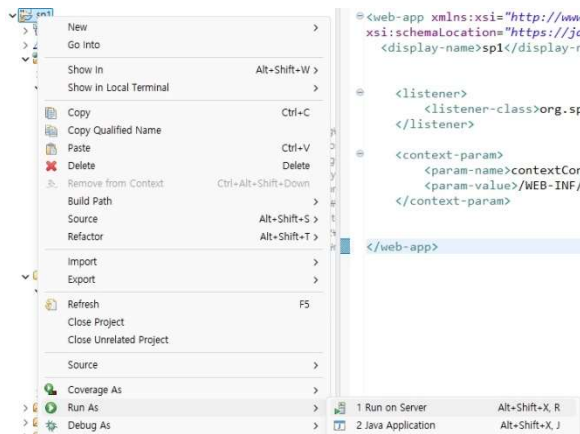 sp1
New
Go Into
Show In Alt+Shift+W >
Show in Local Terminal >
Copy Ctrl+C
Copy Qualified Name
Paste Ctrl+V
Delete Delete
Remove from Context Ctrl+Alt+Shift+Down
Build Path >
Source Alt+Shift+S >
Refactor Alt+Shift+T >
Import >
Export >
Refresh F5
Close Project
Close Unrelated Project
Source >
Coverage As >
Run As >
Debug As >
1 Run on Server Alt+Shift+X, R
2 Java Application Alt+Shift+X, J
<web-app xmlns:xsi="http://www
xsi:schemaLocation="https://
<display-name>sp1</display-
<listener>
<listener-class>org.sp
</listener>
<context-param>
<param-name>contextCon
<param-value>/WEB-INF/
</context-param>
</web-app>